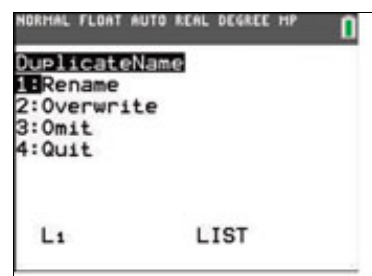 NORMAL FLOAT AUTO REAL DEGREE MP
DuplicateName
1:Rename
2:Overwrite
3:Omit
4:Quit
L₁ LIST